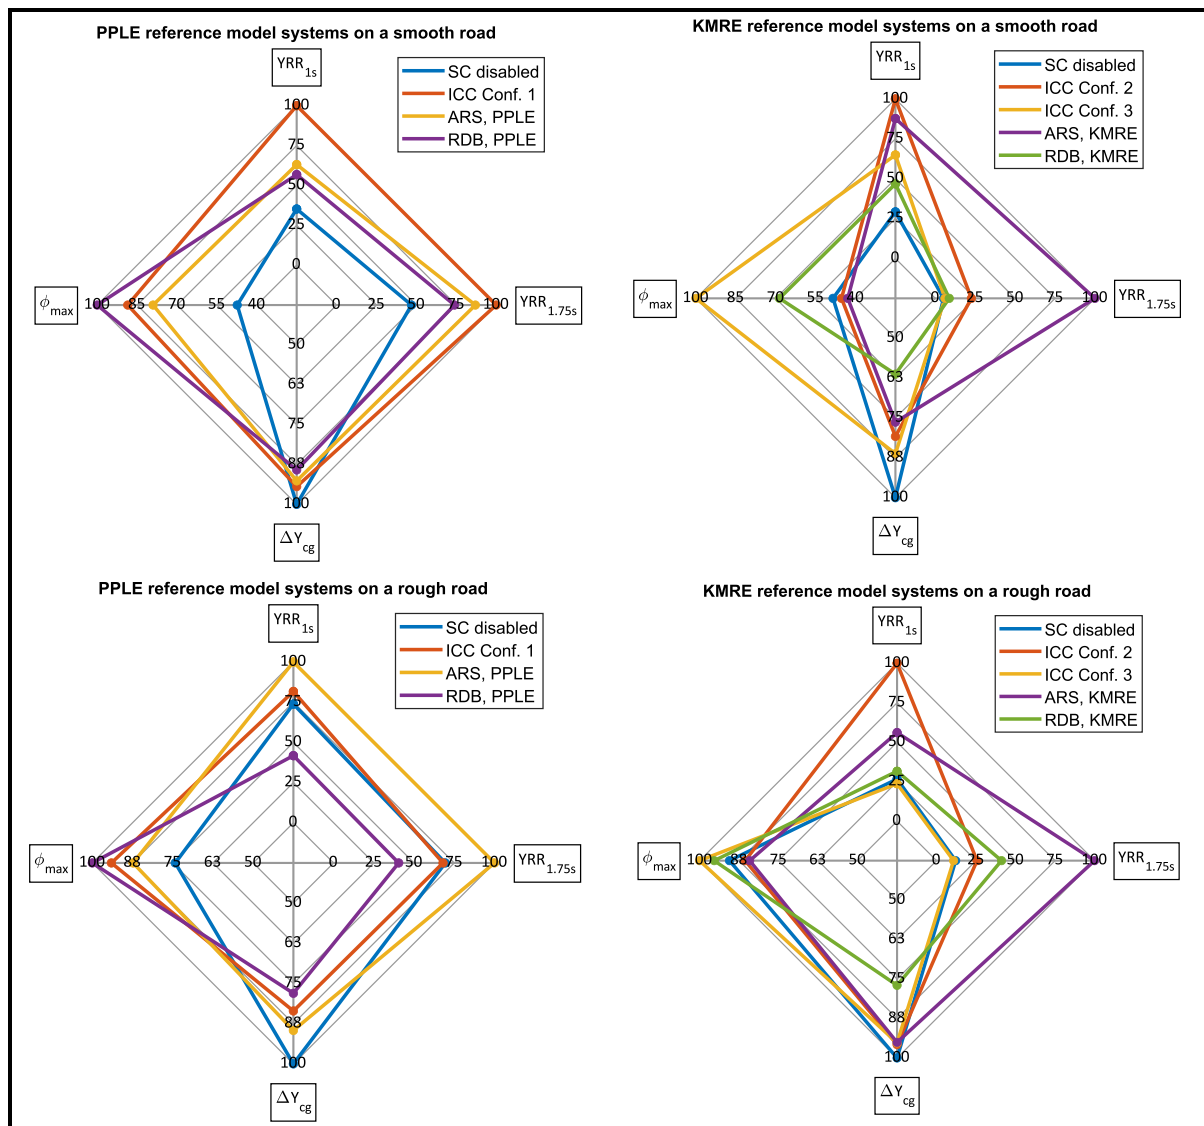 PPLE reference model systems on a smooth road
YRR1s
SC disabled
ICC Conf. 1
ARS, PPLE
RDB, PPLE
100
75
50
25
0
ϕmax
100 85 70 55 40
0 25 50 75 100
YRR1.75s
50
63
75
88
100
ΔYcg
KMRE reference model systems on a smooth road
YRR1s
SC disabled
ICC Conf. 2
ICC Conf. 3
ARS, KMRE
RDB, KMRE
100
75
50
25
0
ϕmax
100 85 70 55 40
0 25 50 75 100
YRR1.75s
50
63
75
88
100
ΔYcg
PPLE reference model systems on a rough road
YRR1s
SC disabled
ICC Conf. 1
ARS, PPLE
RDB, PPLE
100
75
50
25
0
ϕmax
100 88 75 63 50
0 25 50 75 100
YRR1.75s
50
63
75
88
100
ΔYcg
KMRE reference model systems on a rough road
YRR1s
SC disabled
ICC Conf. 2
ICC Conf. 3
ARS, KMRE
RDB, KMRE
100
75
50
25
0
ϕmax
100 88 75 63 50
0 25 50 75 100
YRR1.75s
50
63
75
88
100
ΔYcg